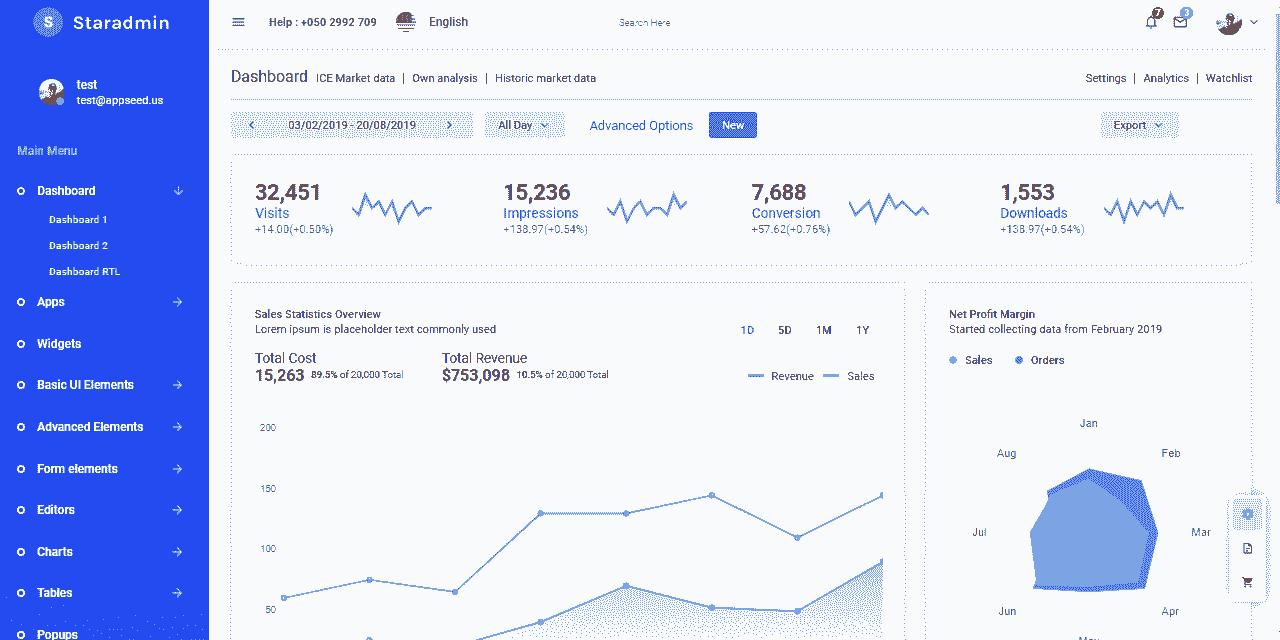 S Staradmin
Help : +050 2992 709
English
Search Here
7
3
test
test@appseed.us
Main Menu
Dashboard
Dashboard 1
Dashboard 2
Dashboard RTL
Apps
Widgets
Basic UI Elements
Advanced Elements
Form elements
Editors
Charts
Tables
Popups
Dashboard ICE Market data | Own analysis | Historic market data
Settings | Analytics | Watchlist
03/02/2019 - 20/08/2019
All Day
Advanced Options
New
Export
32,451
Visits
+14.00(+0.50%)
15,236
Impressions
+138.97(+0.54%)
7,688
Conversion
+57.62(+0.76%)
1,553
Downloads
+138.97(+0.54%)
Sales Statistics Overview
Lorem ipsum is placeholder text commonly used
1D 5D 1M 1Y
Total Cost
15,263 89.5% of 20,000 Total
Total Revenue
$753,098 10.5% of 20,000 Total
Revenue Sales
200
150
100
50
Net Profit Margin
Started collecting data from February 2019
Sales Orders
Jan
Feb
Mar
Apr
May
Jun
Jul
Aug